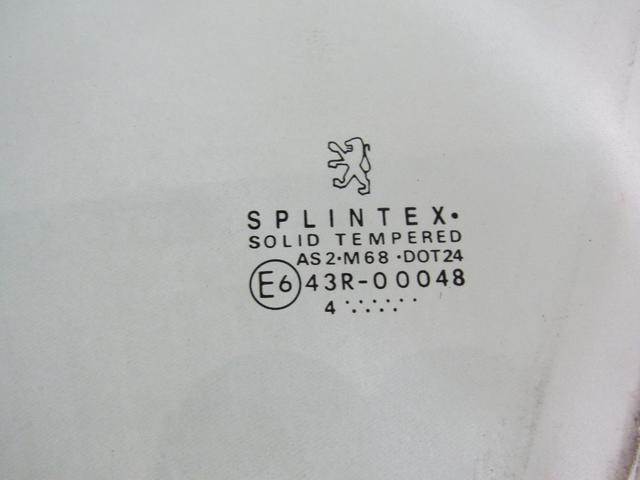 SPLINTEX•
SOLID TEMPERED
AS2•M68•DOT24
E6 43R-00048
4